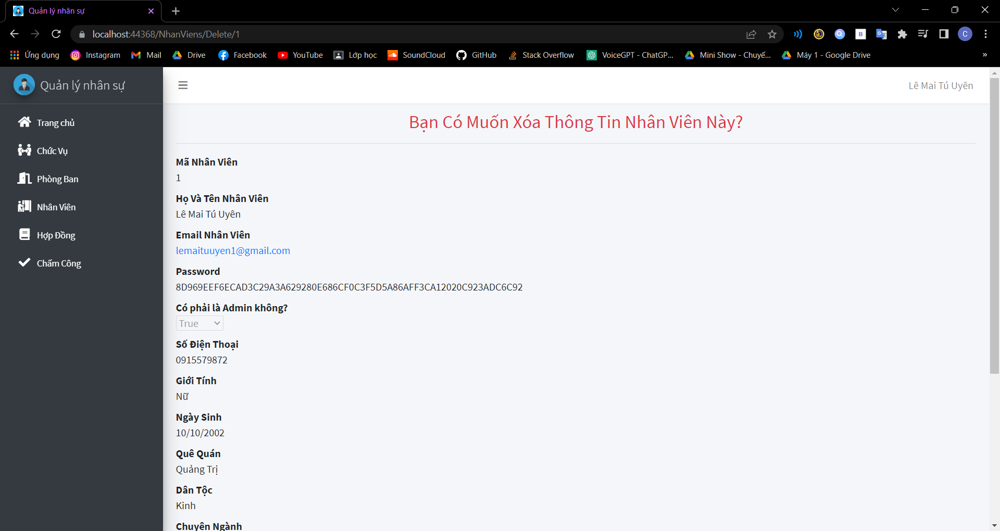 Quản lý nhân sự
localhost:44368/NhanViens/Delete/1
Ứng dụng Instagram Mail Drive Facebook YouTube Lớp học SoundCloud GitHub Stack Overflow VoiceGPT - ChatGP... Mini Show - Chuyế... Máy 1 - Google Drive »
Quản lý nhân sự
Lê Mai Tú Uyên
Trang chủ
Chức Vụ
Phòng Ban
Nhân Viên
Hợp Đồng
Chấm Công
Bạn Có Muốn Xóa Thông Tin Nhân Viên Này?
Mã Nhân Viên
1
Họ Và Tên Nhân Viên
Lê Mai Tú Uyên
Email Nhân Viên
lemaituuyen1@gmail.com
Password
8D969EEF6ECAD3C29A3A629280E686CF0C3F5D5A86AFF3CA12020C923ADC6C92
Có phải là Admin không?
True
Số Điện Thoại
0915579872
Giới Tính
Nữ
Ngày Sinh
10/10/2002
Quê Quán
Quảng Trị
Dân Tộc
Kinh
Chuyên Ngành